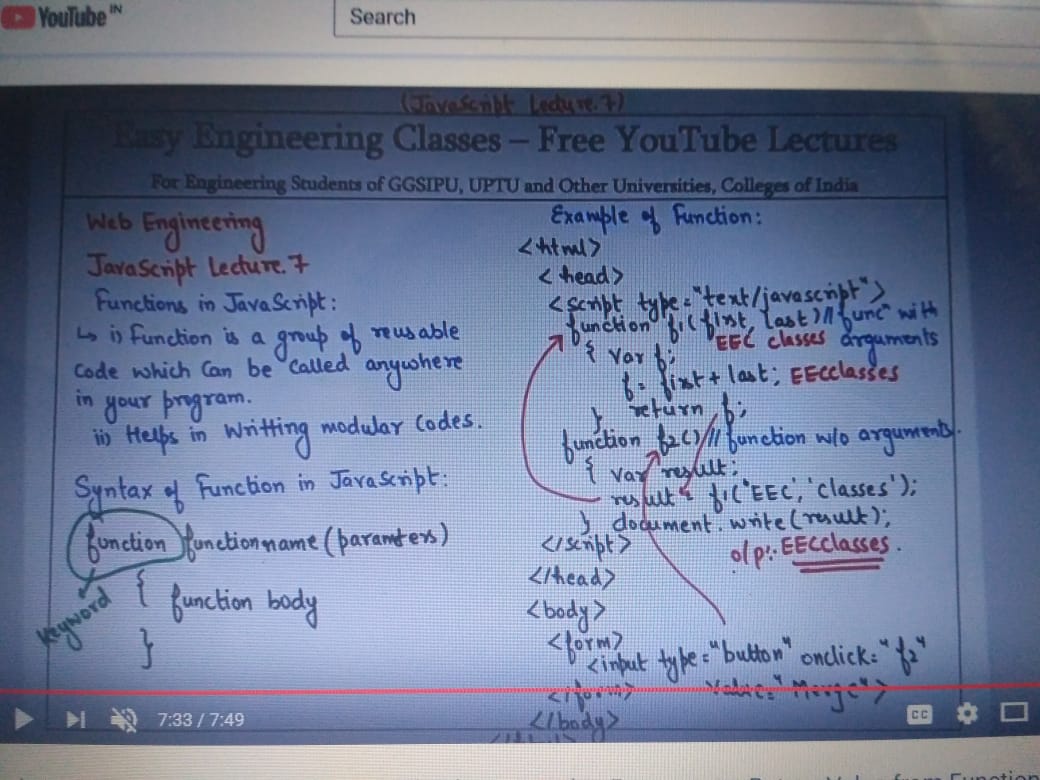 YouTube IN
Search
(JavaScript Lecture.7)
Easy Engineering Classes – Free YouTube Lectures
For Engineering Students of GGSIPU, UPTU and Other Universities, Colleges of India
Web Engineering
JavaScript Lecture.7
Functions in JavaScript:
↳ i) Function is a group of reusable
Code which Can be called anywhere
in your program.
ii) Helps in Writting modular Codes.
Syntax of Function in JavaScript:
function functionname (paramters)
keyword
{ function body
}
Example of Function:
<html>
<head>
<script type="text/javascript">
function f1(first, last) // func^n with
EEC classes arguments
{ var f;
f= first + last; EECclasses
return f;
}
function f2() // function w/o arguments.
{ var result;
result = f1('EEC', 'classes');
} document.write(result);
</script> o/p:- EECclasses.
</head>
<body>
<form>
<input type="button" onclick="f2"
value="Merge">
</form>
</body>
7:33 / 7:49
CC